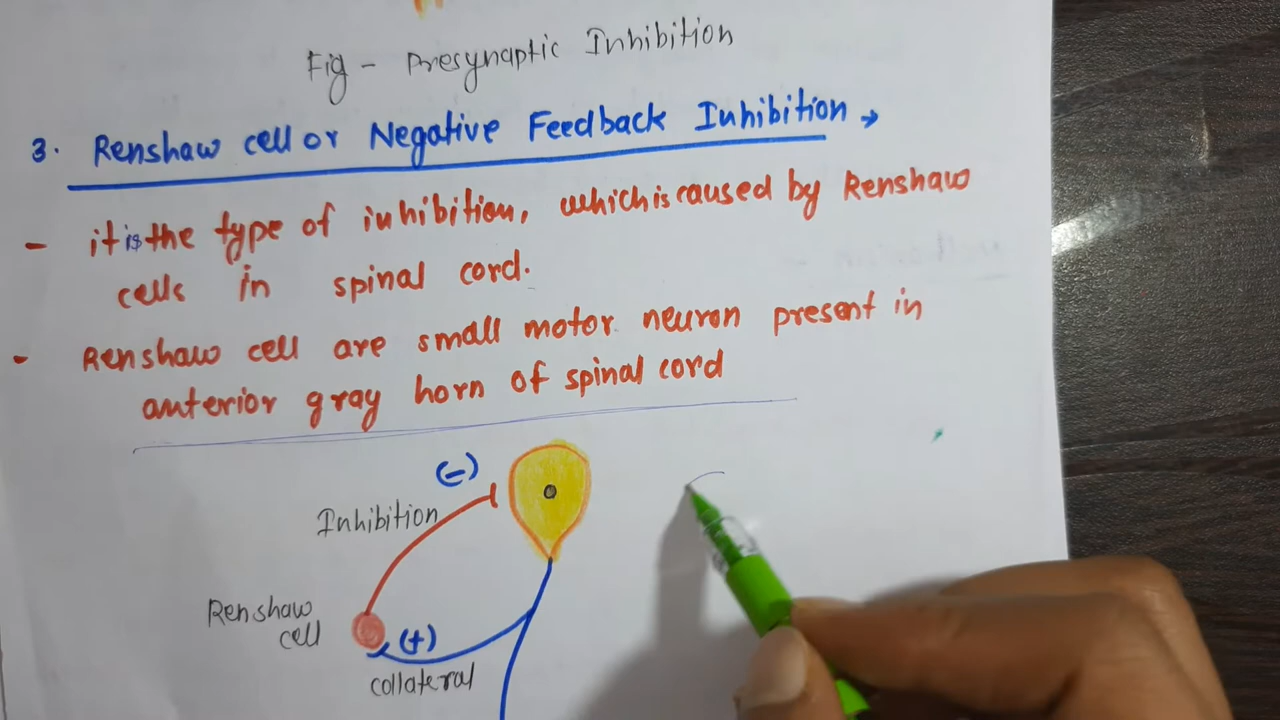 Fig - Presynaptic Inhibition
3. Renshaw cell or Negative Feedback Inhibition →
- it is the type of inhibition, which is caused by Renshaw
cells in spinal cord.
- Renshaw cell are small motor neuron present in
anterior gray horn of spinal cord
(-)
Inhibition
Renshaw
cell
(+)
collateral